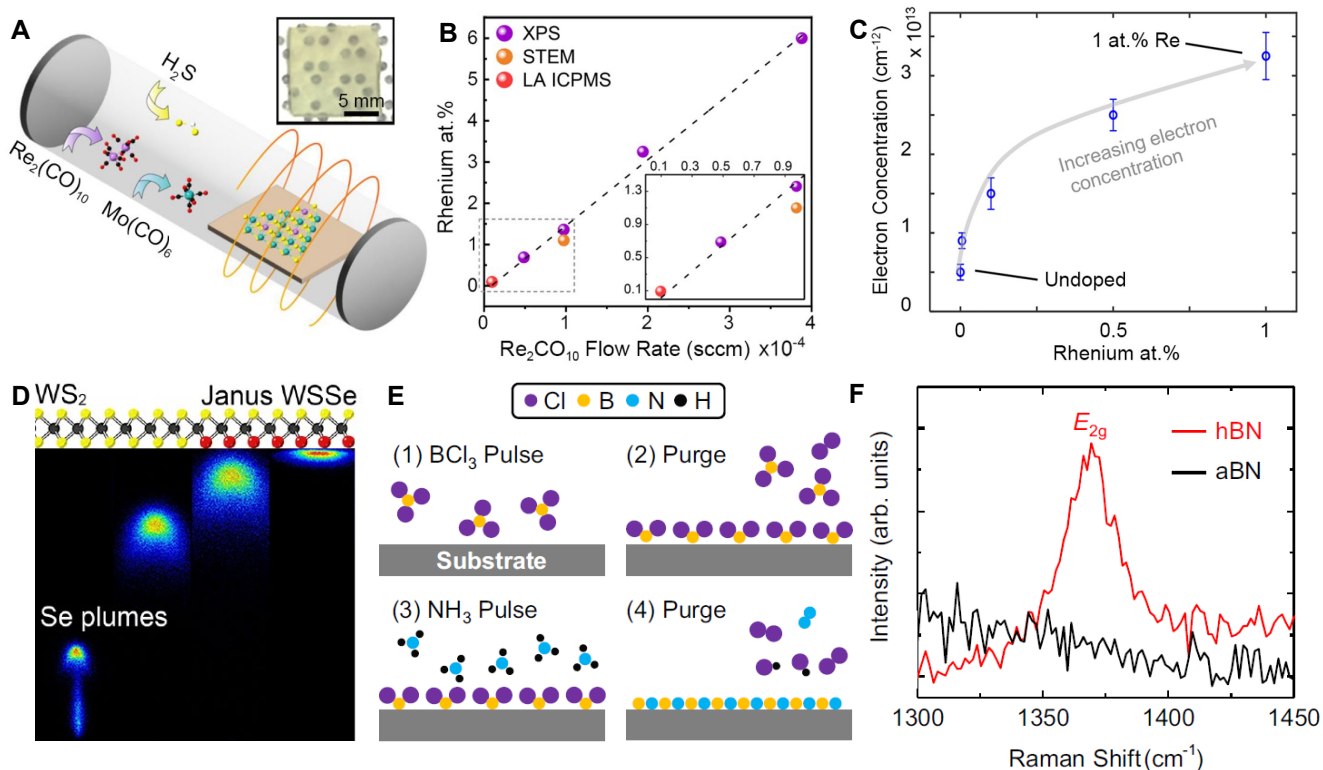 A
H₂S
Re₂(CO)₁₀
Mo(CO)₆
5 mm
B
XPS
STEM
LA ICPMS
Rhenium at.%
6
5
4
3
2
1
0
0.1 0.3 0.5 0.7 0.9
1.3
0.9
0.5
0.1
0 1 2 3 4
Re₂CO₁₀ Flow Rate (sccm) x10⁻⁴
C
x 10¹³
Electron Concentration (cm⁻¹²)
3
2
1
0
1 at.% Re
Increasing electron
concentration
Undoped
0 0.5 1
Rhenium at.%
D
WS₂ Janus WSSe
Se plumes
E
Cl B N H
(1) BCl₃ Pulse
Substrate
(2) Purge
(3) NH₃ Pulse
(4) Purge
F
E₂g
hBN
aBN
Intensity (arb. units)
1300 1350 1400 1450
Raman Shift (cm⁻¹)